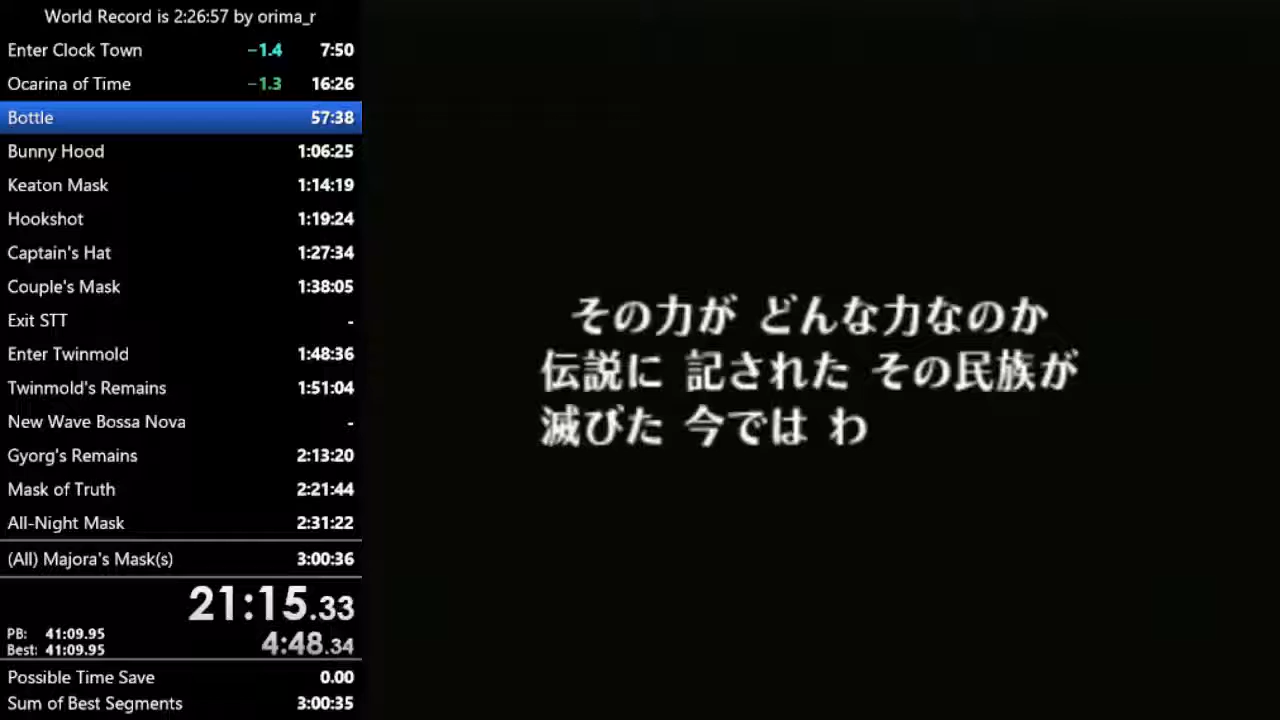 World Record is 2:26:57 by orima_r
Enter Clock Town −1.4 7:50
Ocarina of Time −1.3 16:26
Bottle 57:38
Bunny Hood 1:06:25
Keaton Mask 1:14:19
Hookshot 1:19:24
Captain's Hat 1:27:34
Couple's Mask 1:38:05
Exit STT -
Enter Twinmold 1:48:36
Twinmold's Remains 1:51:04
New Wave Bossa Nova -
Gyorg's Remains 2:13:20
Mask of Truth 2:21:44
All-Night Mask 2:31:22
(All) Majora's Mask(s) 3:00:36
21:15.33
PB: 41:09.95
Best: 41:09.95
4:48.34
Possible Time Save 0.00
Sum of Best Segments 3:00:35
その力が どんな力なのか
伝説に 記された その民族が
滅びた 今では わ